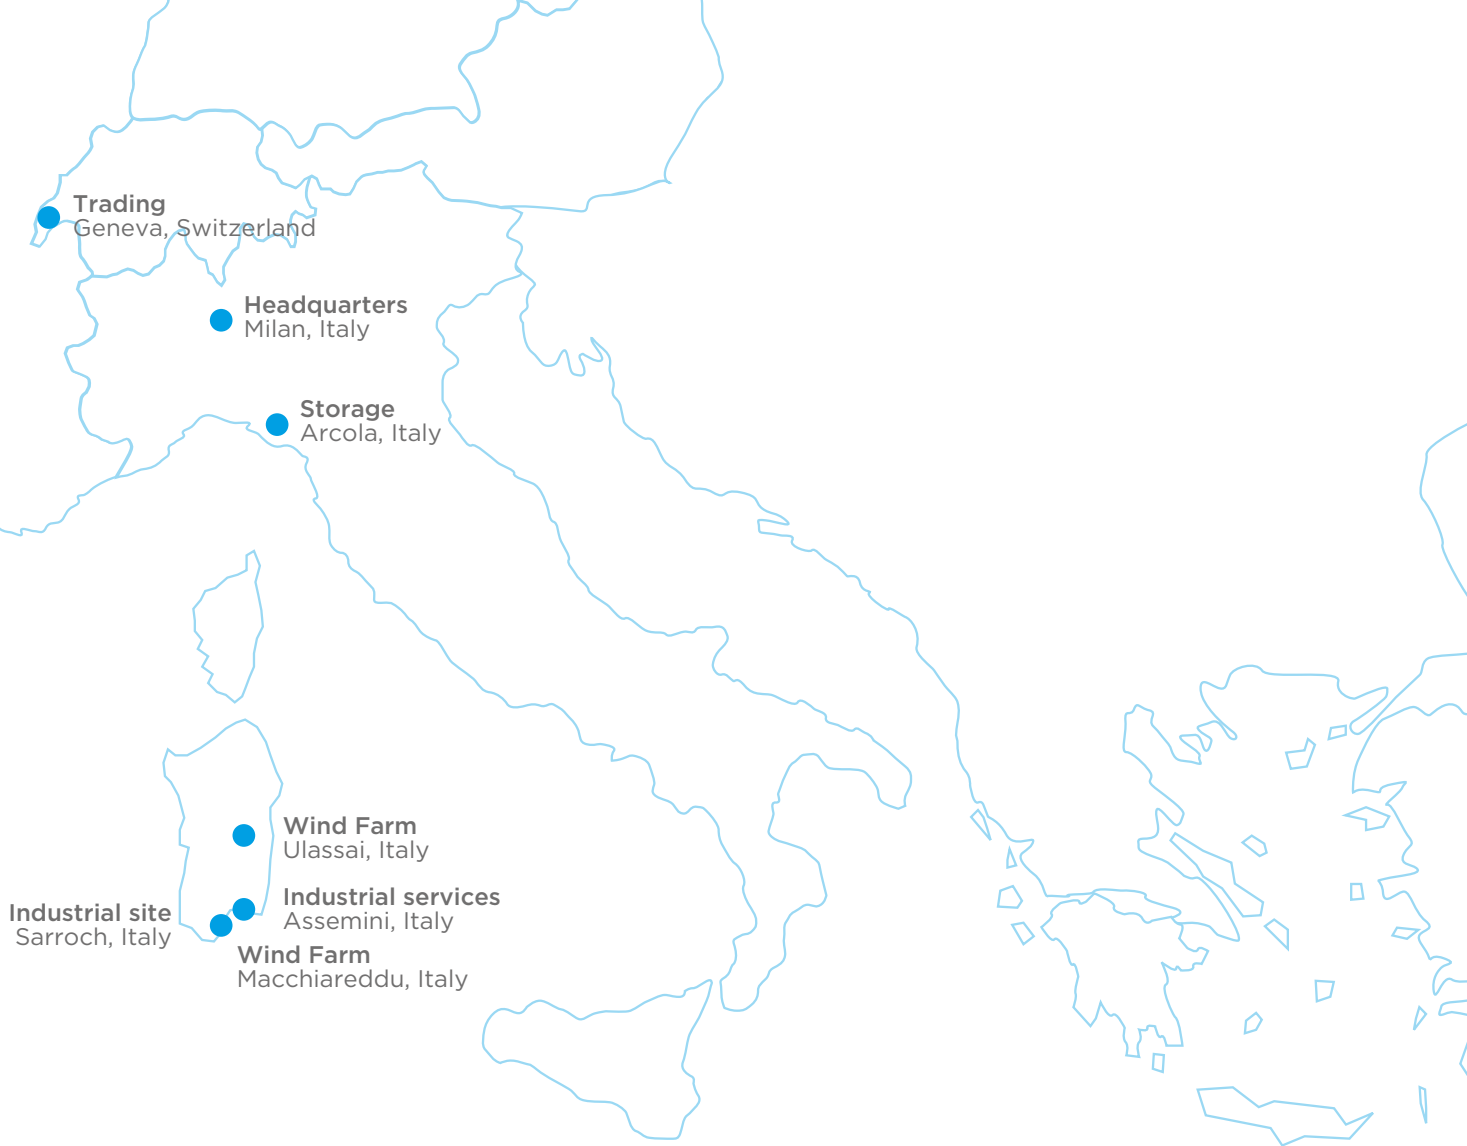 Trading
Geneva, Switzerland
Headquarters
Milan, Italy
Storage
Arcola, Italy
Wind Farm
Ulassai, Italy
Industrial services
Assemini, Italy
Industrial site
Sarroch, Italy
Wind Farm
Macchiareddu, Italy